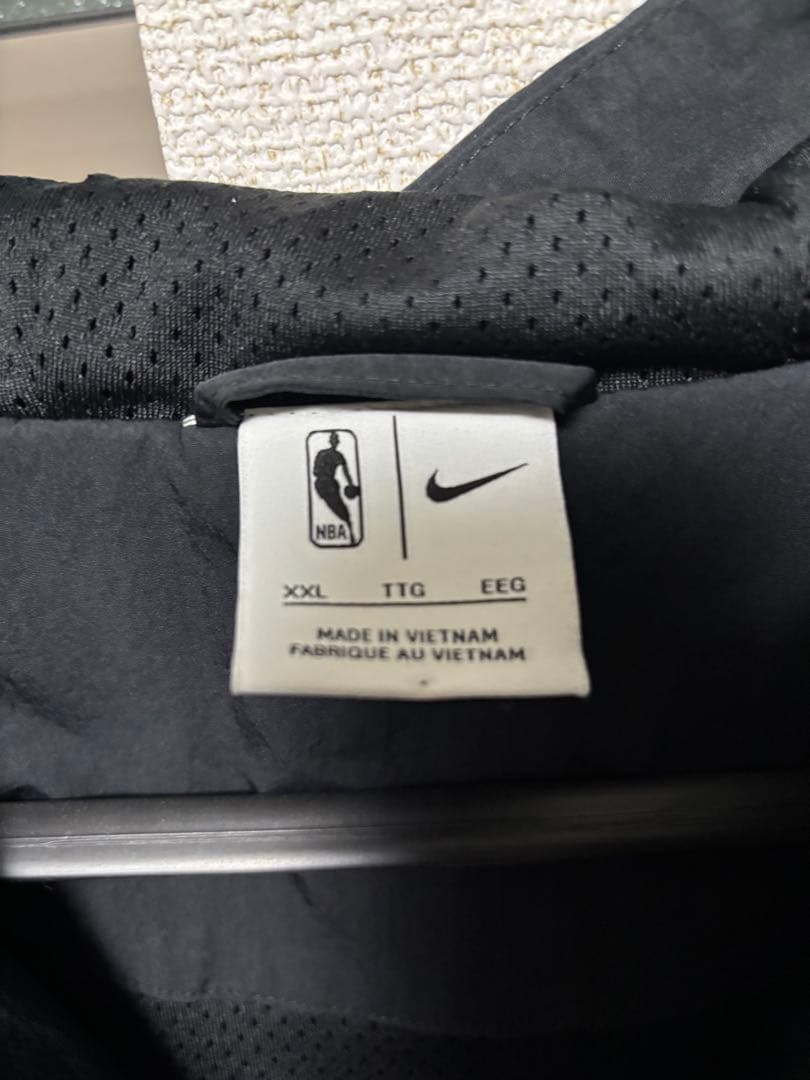 NBA
XXL TTG EEG
MADE IN VIETNAM
FABRIQUE AU VIETNAM